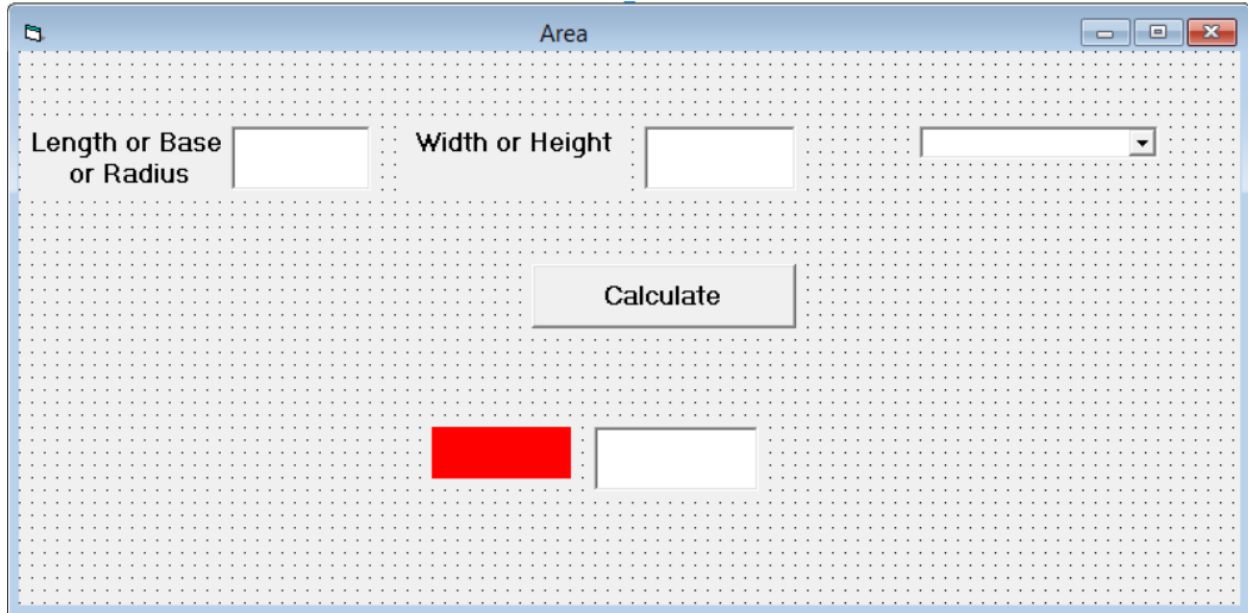 Area
Length or Base
or Radius
Width or Height
Calculate